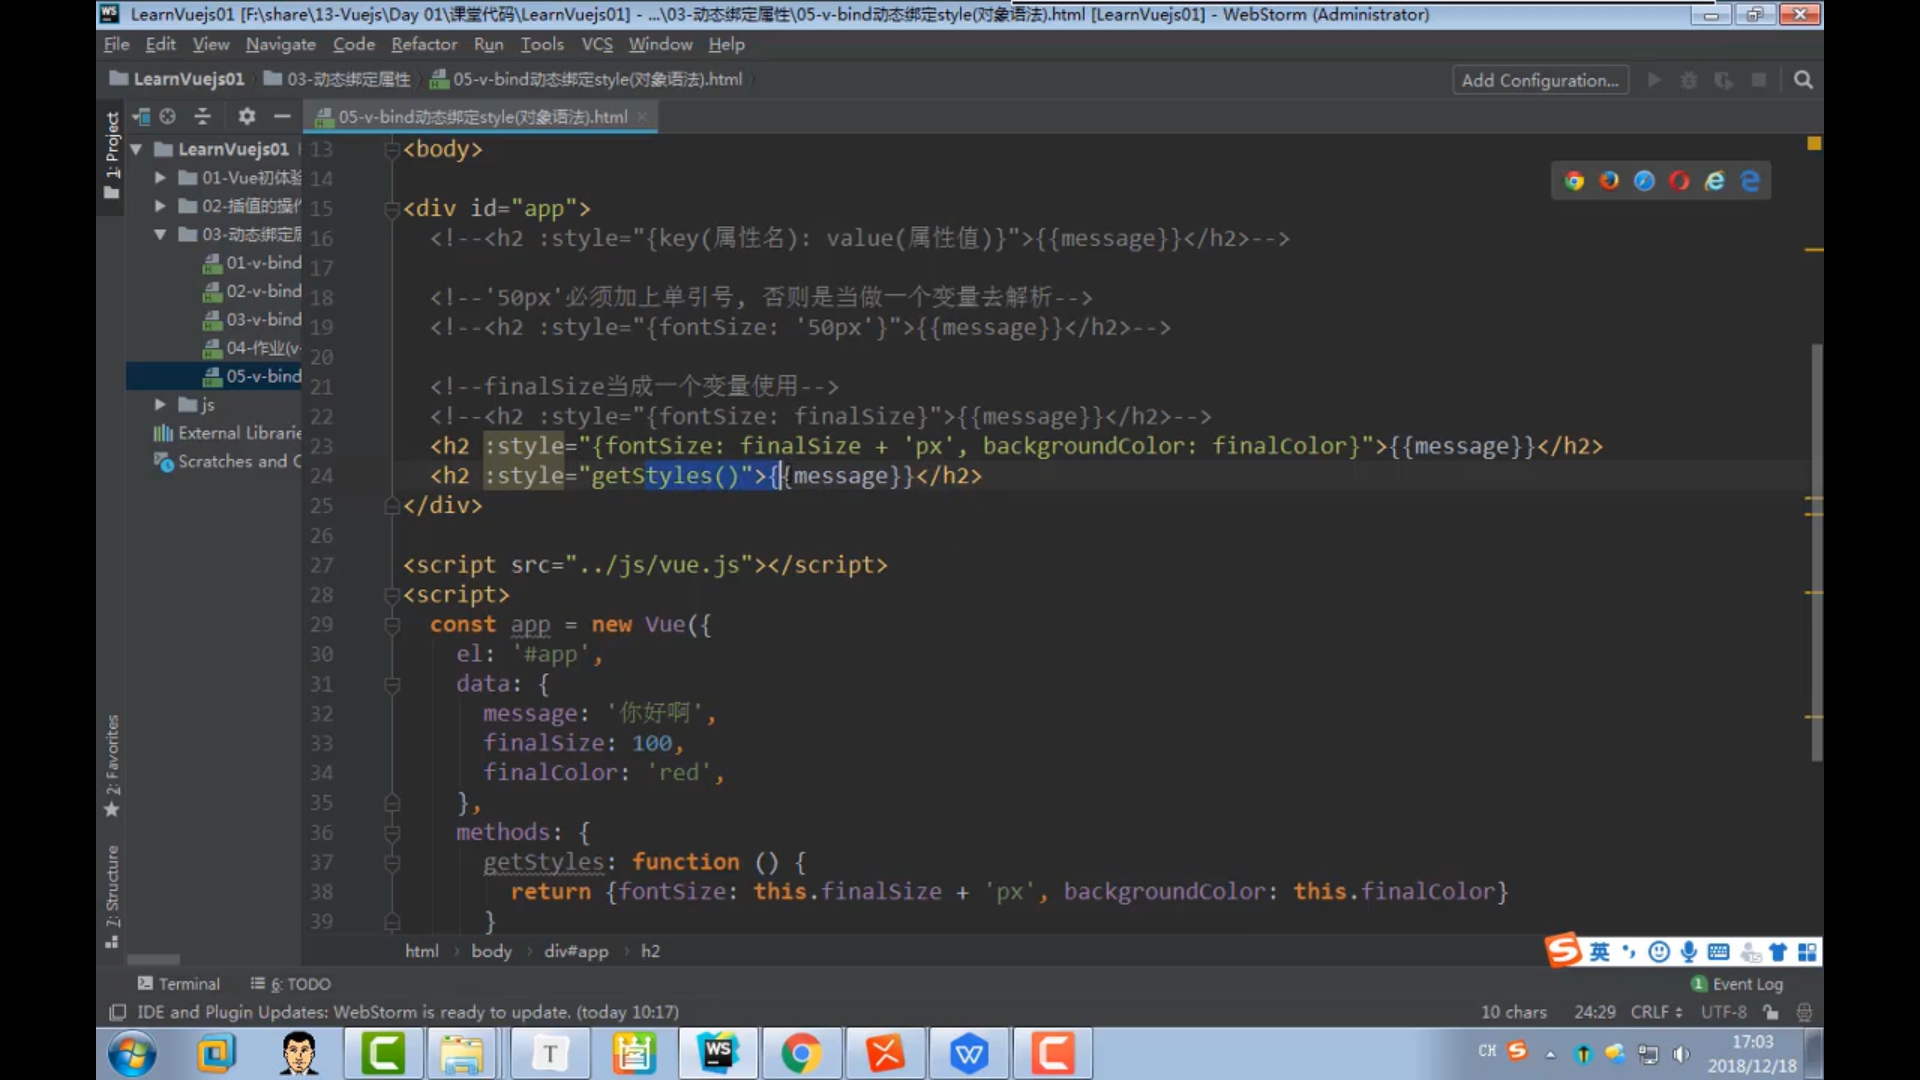 LearnVuejs01 [F:\share\13-Vuejs\Day 01\课堂代码\LearnVuejs01] - ...\03-动态绑定属性\05-v-bind动态绑定style(对象语法).html [LearnVuejs01] - WebStorm (Administrator)
File Edit View Navigate Code Refactor Run Tools VCS Window Help
LearnVuejs01 03-动态绑定属性 05-v-bind动态绑定style(对象语法).html Add Configuration...
05-v-bind动态绑定style(对象语法).html
1: Project
LearnVuejs01
01-Vue初体验
02-插值的操作
03-动态绑定属
01-v-bind
02-v-bind
03-v-bind
04-作业(v-
05-v-bind
js
External Librarie
Scratches and C
2: Favorites
7: Structure
13 <body>
14
15 <div id="app">
16 <!--<h2 :style="{key(属性名): value(属性值)}">{{message}}</h2>-->
17
18 <!--'50px'必须加上单引号, 否则是当做一个变量去解析-->
19 <!--<h2 :style="{fontSize: '50px'}">{{message}}</h2>-->
20
21 <!--finalSize当成一个变量使用-->
22 <!--<h2 :style="{fontSize: finalSize}">{{message}}</h2>-->
23 <h2 :style="{fontSize: finalSize + 'px', backgroundColor: finalColor}">{{message}}</h2>
24 <h2 :style="getStyles()">{{message}}</h2>
25 </div>
26
27 <script src="../js/vue.js"></script>
28 <script>
29 const app = new Vue({
30 el: '#app',
31 data: {
32 message: '你好啊',
33 finalSize: 100,
34 finalColor: 'red',
35 },
36 methods: {
37 getStyles: function () {
38 return {fontSize: this.finalSize + 'px', backgroundColor: this.finalColor}
39 }
html body div#app h2
英
Terminal 6: TODO 1 Event Log
IDE and Plugin Updates: WebStorm is ready to update. (today 10:17) 10 chars 24:29 CRLF UTF-8
CH 17:03
2018/12/18